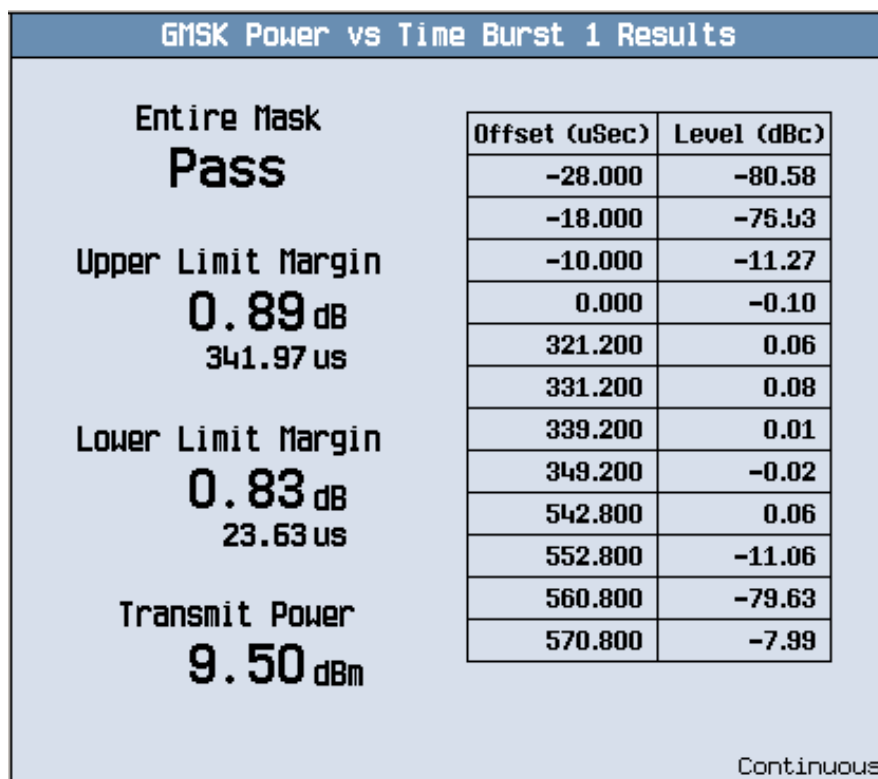 GMSK Power vs Time Burst 1 Results
Entire Mask
Pass
Upper Limit Margin
0.89 dB
341.97 us
Lower Limit Margin
0.83 dB
23.63 us
Transmit Power
9.50 dBm
Offset (uSec) Level (dBc)
-28.000 -80.58
-18.000
-10.000 -11.27
0.000 -0.10
321.200 0.06
331.200 0.08
339.200 0.01
349.200 -0.02
542.800 0.06
552.800 -11.06
560.800 -79.63
570.800 -7.99
Continuous